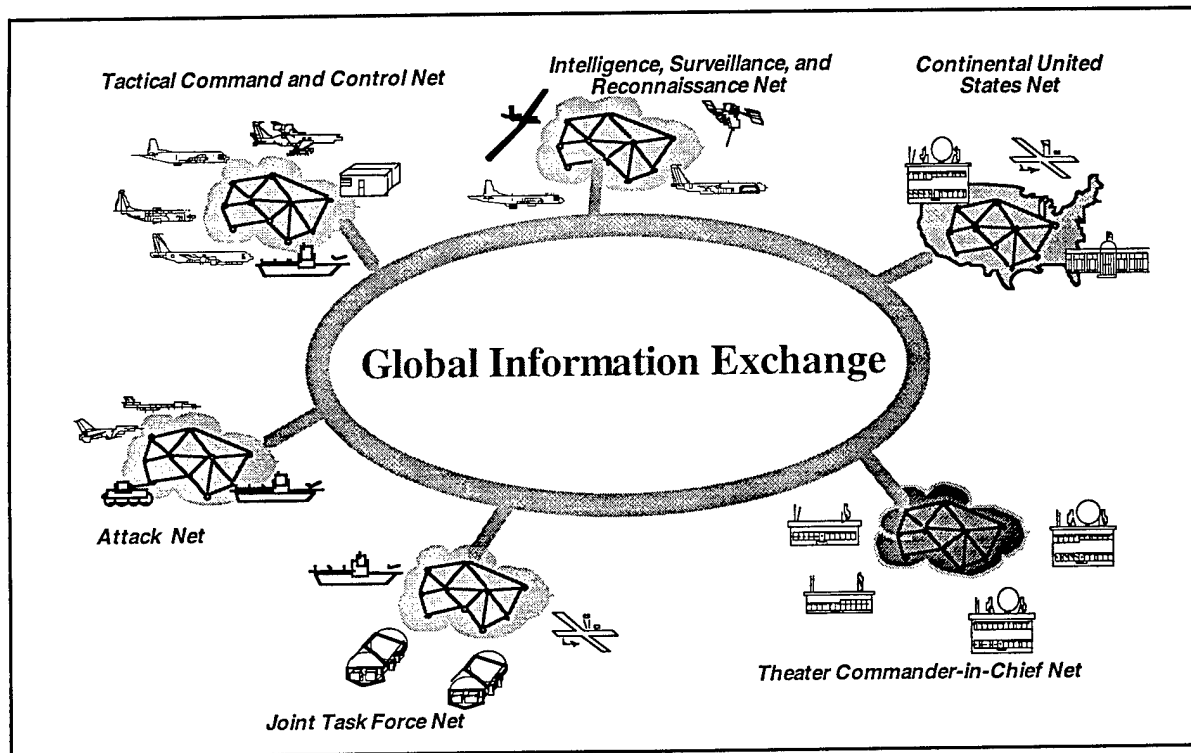 Tactical Command and Control Net
Intelligence, Surveillance, and
Reconnaissance Net
Continental United
States Net
Global Information Exchange
Attack Net
Joint Task Force Net
Theater Commander-in-Chief Net